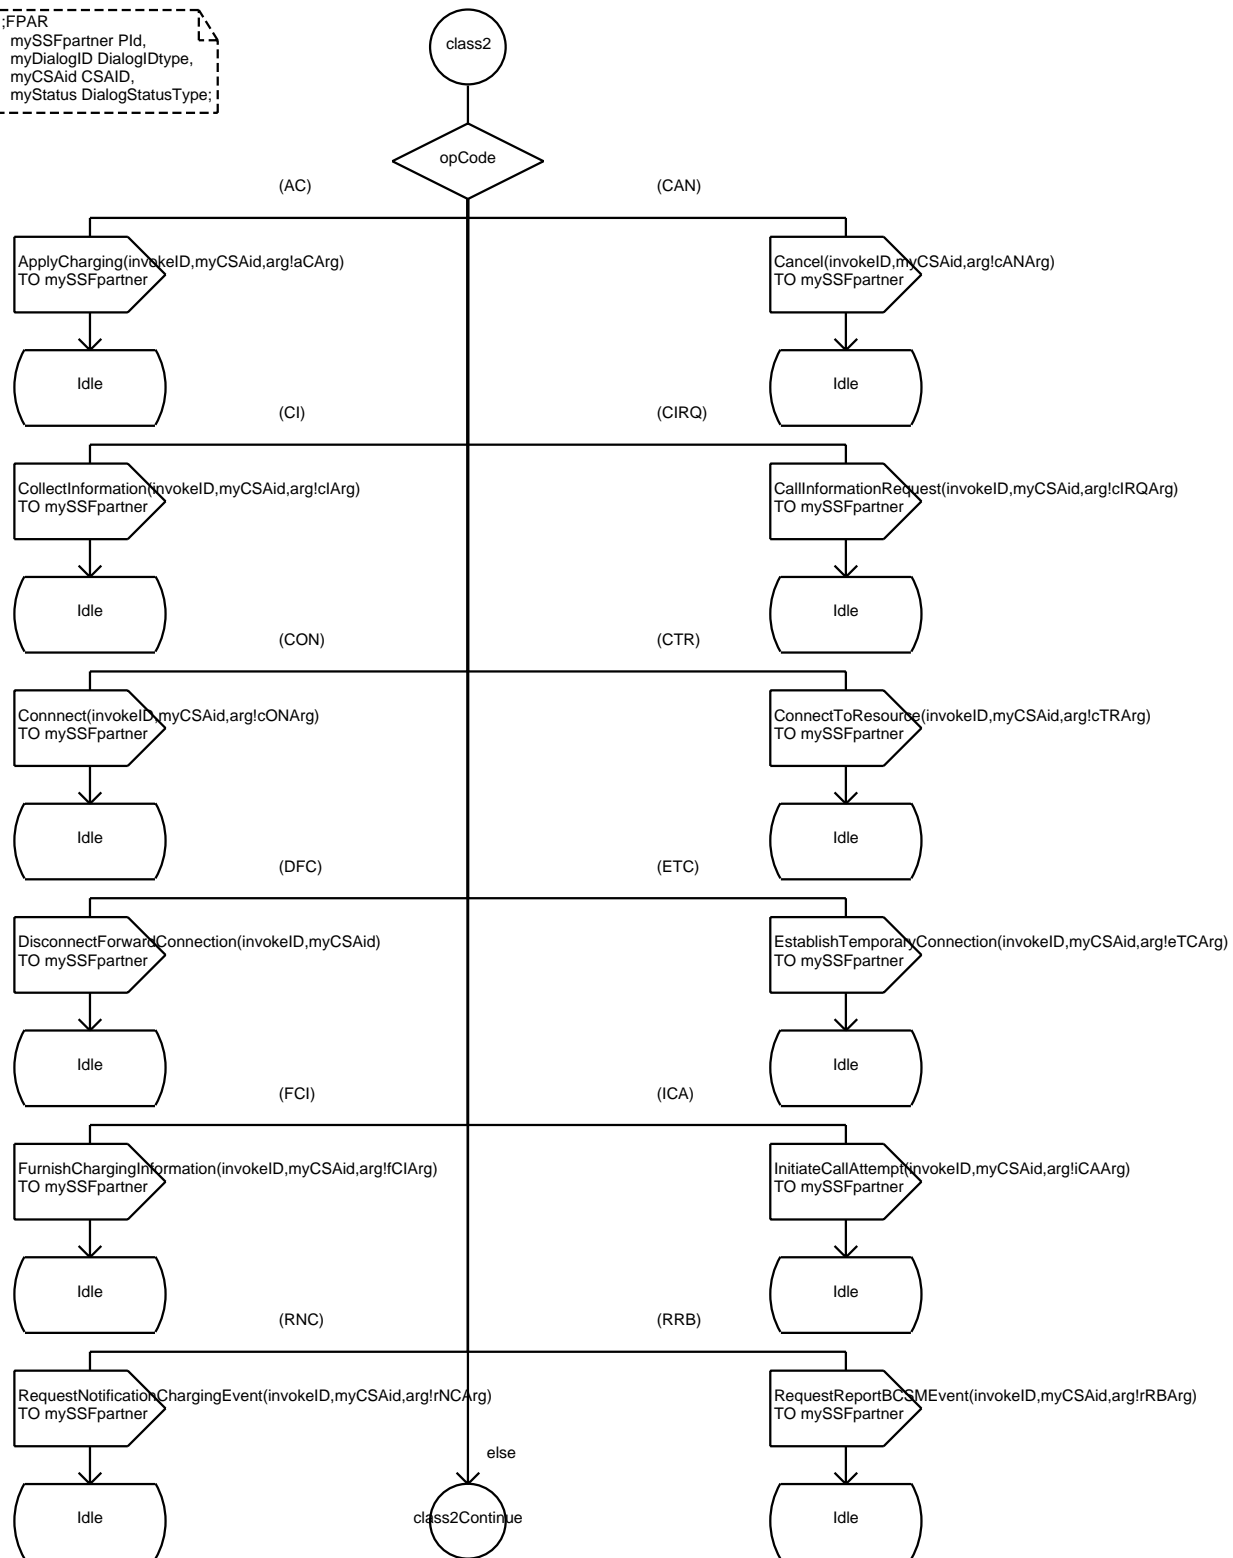 ;FPAR
mySSFpartner PId,
myDialogID DialogIDtype,
myCSAid CSAID,
myStatus DialogStatusType;
class2
opCode
(AC)
(CAN)
ApplyCharging(invokeID,myCSAid,arg!aCArg)
TO mySSFpartner
Cancel(invokeID,myCSAid,arg!cANArg)
TO mySSFpartner
Idle
Idle
(CI)
(CIRQ)
CollectInformation(invokeID,myCSAid,arg!cIArg)
TO mySSFpartner
CallInformationRequest(invokeID,myCSAid,arg!cIRQArg)
TO mySSFpartner
Idle
Idle
(CON)
(CTR)
Connnect(invokeID,myCSAid,arg!cONArg)
TO mySSFpartner
ConnectToResource(invokeID,myCSAid,arg!cTRArg)
TO mySSFpartner
Idle
Idle
(DFC)
(ETC)
DisconnectForwardConnection(invokeID,myCSAid)
TO mySSFpartner
EstablishTemporaryConnection(invokeID,myCSAid,arg!eTCArg)
TO mySSFpartner
Idle
Idle
(FCI)
(ICA)
FurnishChargingInformation(invokeID,myCSAid,arg!fCIArg)
TO mySSFpartner
InitiateCallAttempt(invokeID,myCSAid,arg!iCAArg)
TO mySSFpartner
Idle
Idle
(RNC)
(RRB)
RequestNotificationChargingEvent(invokeID,myCSAid,arg!rNCArg)
TO mySSFpartner
RequestReportBCSMEvent(invokeID,myCSAid,arg!rRBArg)
TO mySSFpartner
else
Idle
class2Continue
Idle